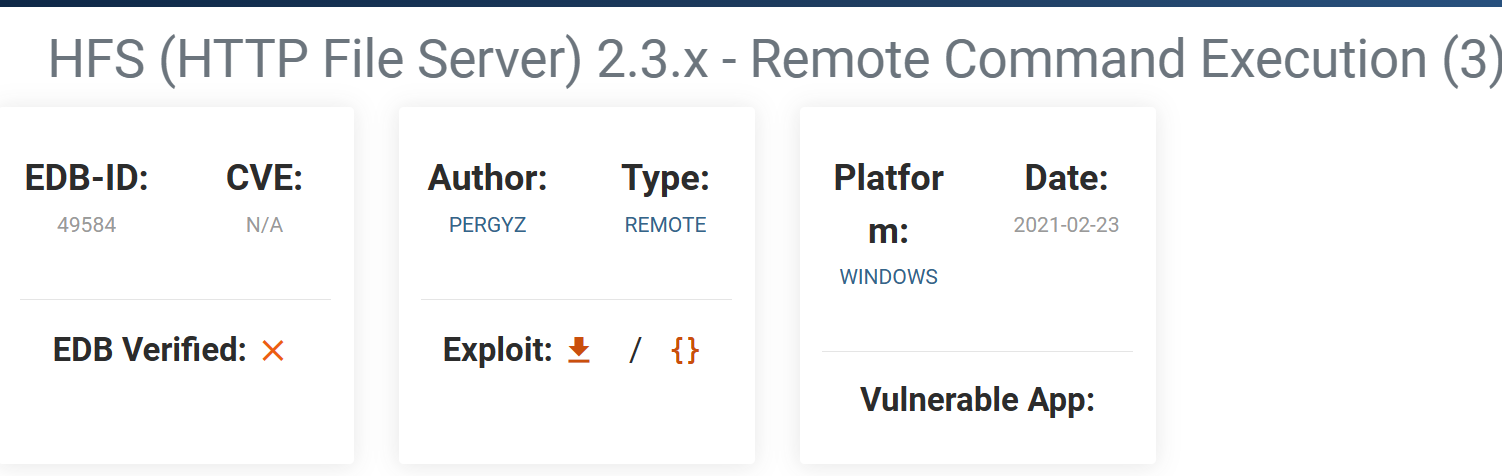 HFS (HTTP File Server) 2.3.x - Remote Command Execution (3)
EDB-ID:
49584
CVE:
N/A
EDB Verified:
Author:
PERGYZ
Type:
REMOTE
Exploit: / {}
Platfor
m:
WINDOWS
Date:
2021-02-23
Vulnerable App: